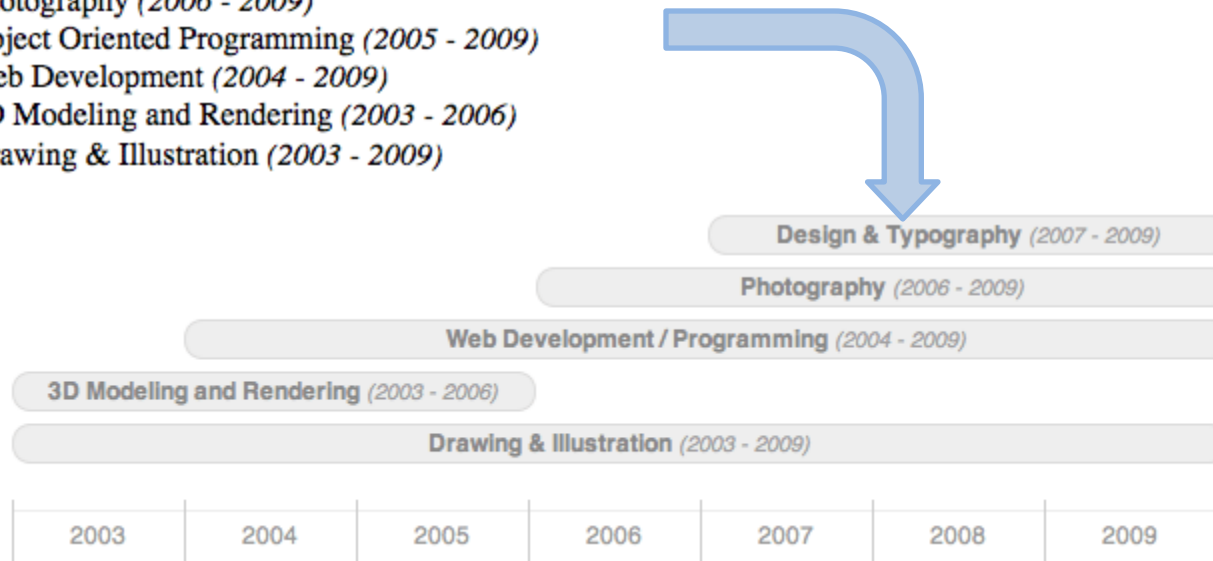 otography (2006 - 2009)
ject Oriented Programming (2005 - 2009)
eb Development (2004 - 2009)
D Modeling and Rendering (2003 - 2006)
awing & Illustration (2003 - 2009)
Design & Typography (2007 - 2009)
Photography (2006 - 2009)
Web Development / Programming (2004 - 2009)
3D Modeling and Rendering (2003 - 2006)
Drawing & Illustration (2003 - 2009)
2003 2004 2005 2006 2007 2008 2009